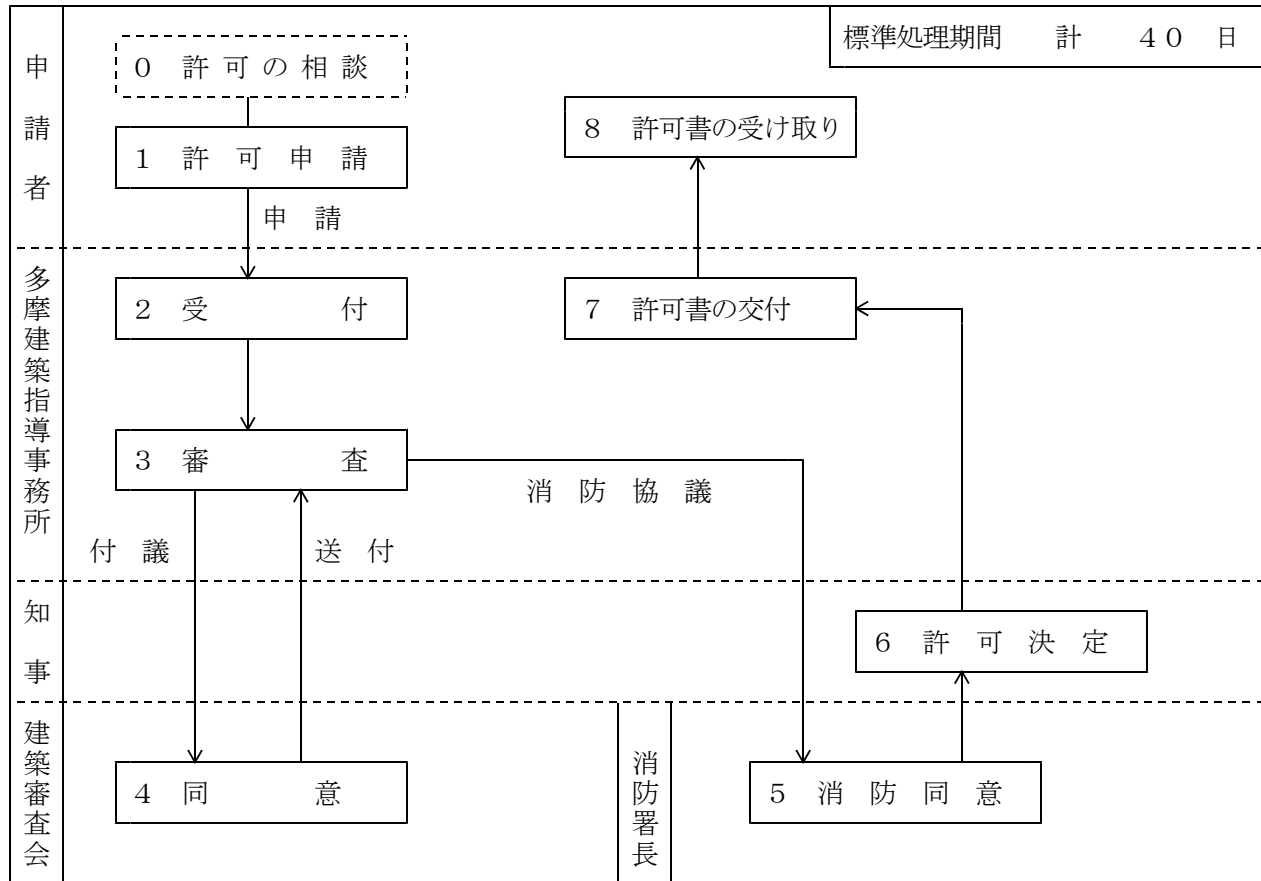 標準処理期間　計　４０　日
申請者
０　許可の相談
１　許可申請
８　許可書の受け取り
申　請
多摩建築指導事務所
２　受　付
７　許可書の交付
３　審　査
消防協議
付　議
送　付
知事
６　許可決定
建築審査会
４　同　意
消防署長
５　消防同意